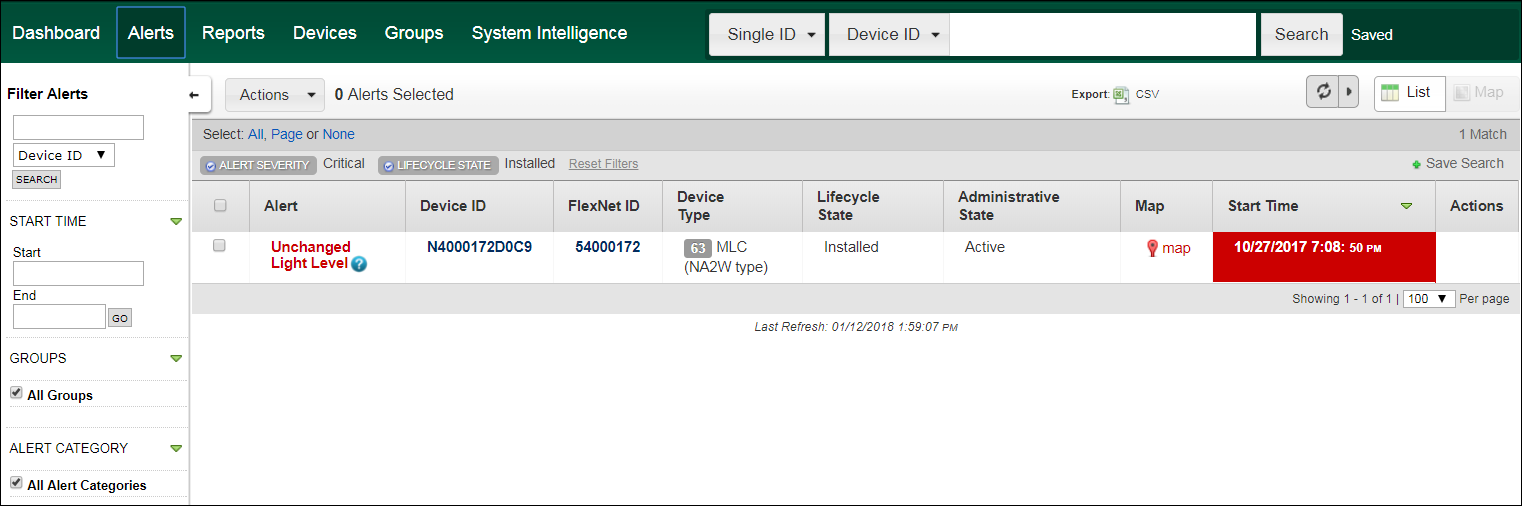 Dashboard Alerts Reports Devices Groups System Intelligence Single ID Device ID Search Saved
Filter Alerts
Device ID
SEARCH
START TIME
Start
End
GO
GROUPS
All Groups
ALERT CATEGORY
All Alert Categories
Actions 0 Alerts Selected Export: CSV List Map
Select: All, Page or None 1 Match
ALERT SEVERITY Critical LIFECYCLE STATE Installed Reset Filters Save Search
Alert Device ID FlexNet ID Device Type Lifecycle State Administrative State Map Start Time Actions
Unchanged Light Level N4000172D0C9 54000172 63 MLC (NA2W type) Installed Active map 10/27/2017 7:08: 50 PM
Showing 1 - 1 of 1 | 100 Per page
Last Refresh: 01/12/2018 1:59:07 PM